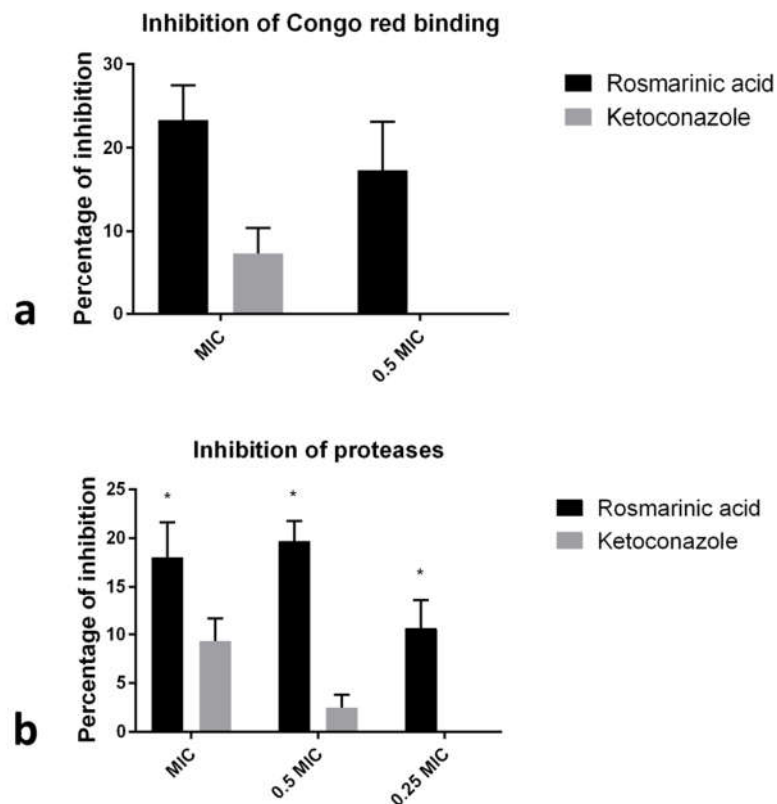 Inhibition of Congo red binding
Percentage of inhibition
30
20
10
0
MIC
0.5 MIC
Rosmarinic acid
Ketoconazole
a
Inhibition of proteases
Percentage of inhibition
25
20
15
10
5
0
*
*
*
MIC
0.5 MIC
0.25 MIC
Rosmarinic acid
Ketoconazole
b